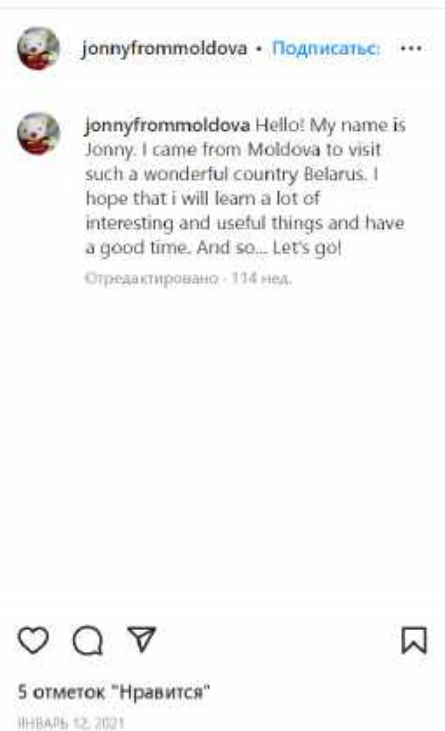 jonnyfrommoldova • Подписатьс:
jonnyfrommoldova Hello! My name is
Jonny. I came from Moldova to visit
such a wonderful country Belarus. I
hope that i will learn a lot of
interesting and useful things and have
a good time. And so... Let's go!
Отредактировано · 114 нед.
5 отметок "Нравится"
ЯНВАРЬ 12, 2021